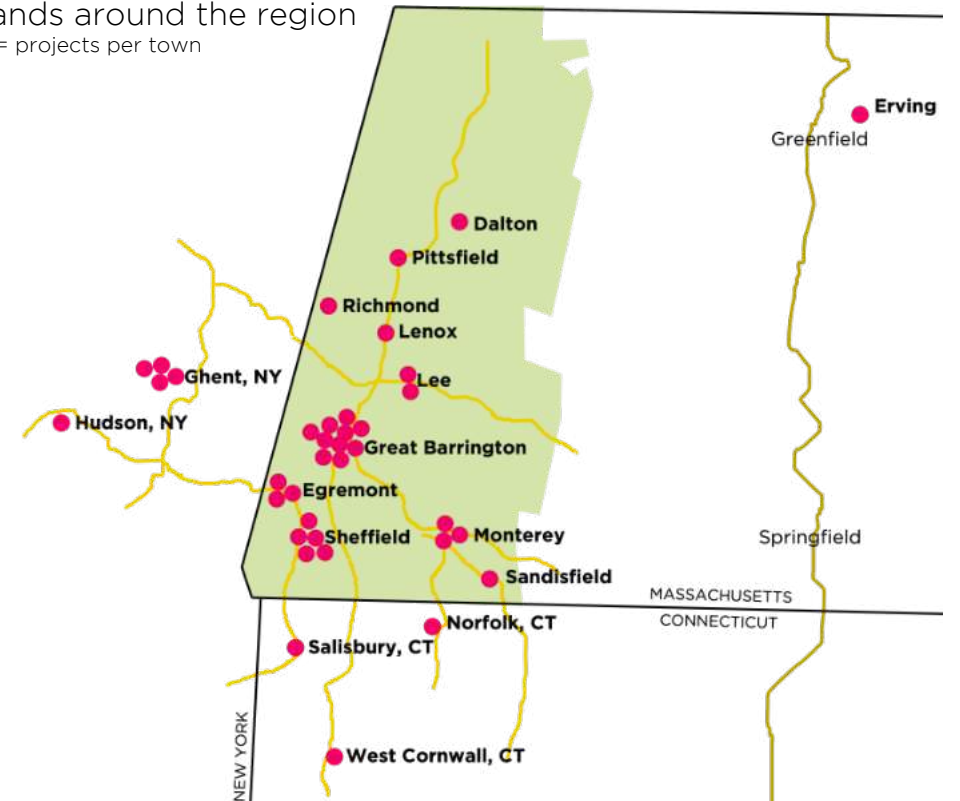 ands around the region
= projects per town
Erving
Greenfield
Dalton
Pittsfield
Richmond
Lenox
Ghent, NY
Lee
Hudson, NY
Great Barrington
Egremont
Sheffield
Monterey
Springfield
Sandisfield
MASSACHUSETTS
CONNECTICUT
Norfolk, CT
Salisbury, CT
NEW YORK
West Cornwall, CT